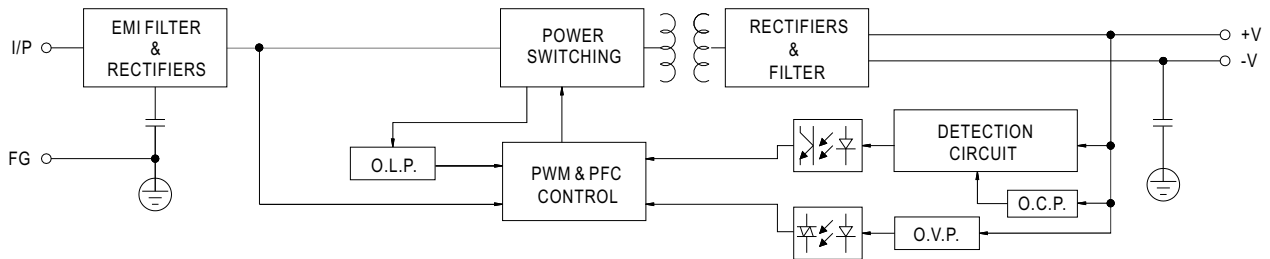 I/P
EMI FILTER
&
RECTIFIERS
POWER
SWITCHING
RECTIFIERS
&
FILTER
+V
-V
FG
O.L.P.
PWM & PFC
CONTROL
DETECTION
CIRCUIT
O.C.P.
O.V.P.